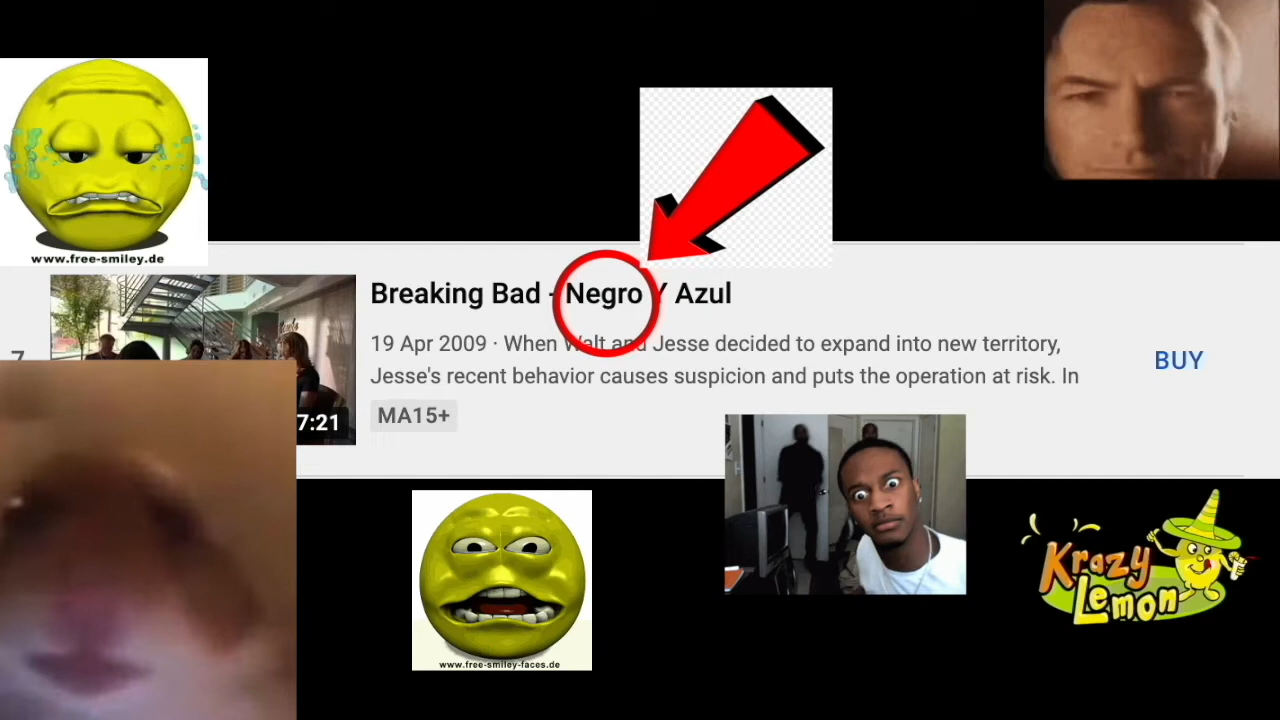 www.free-smiley.de
Breaking Bad - Negro Y Azul
7
19 Apr 2009 · When Walt and Jesse decided to expand into new territory,
Jesse's recent behavior causes suspicion and puts the operation at risk. In
BUY
MA15+
7:21
Krazy
Lemon
www.free-smiley-faces.de